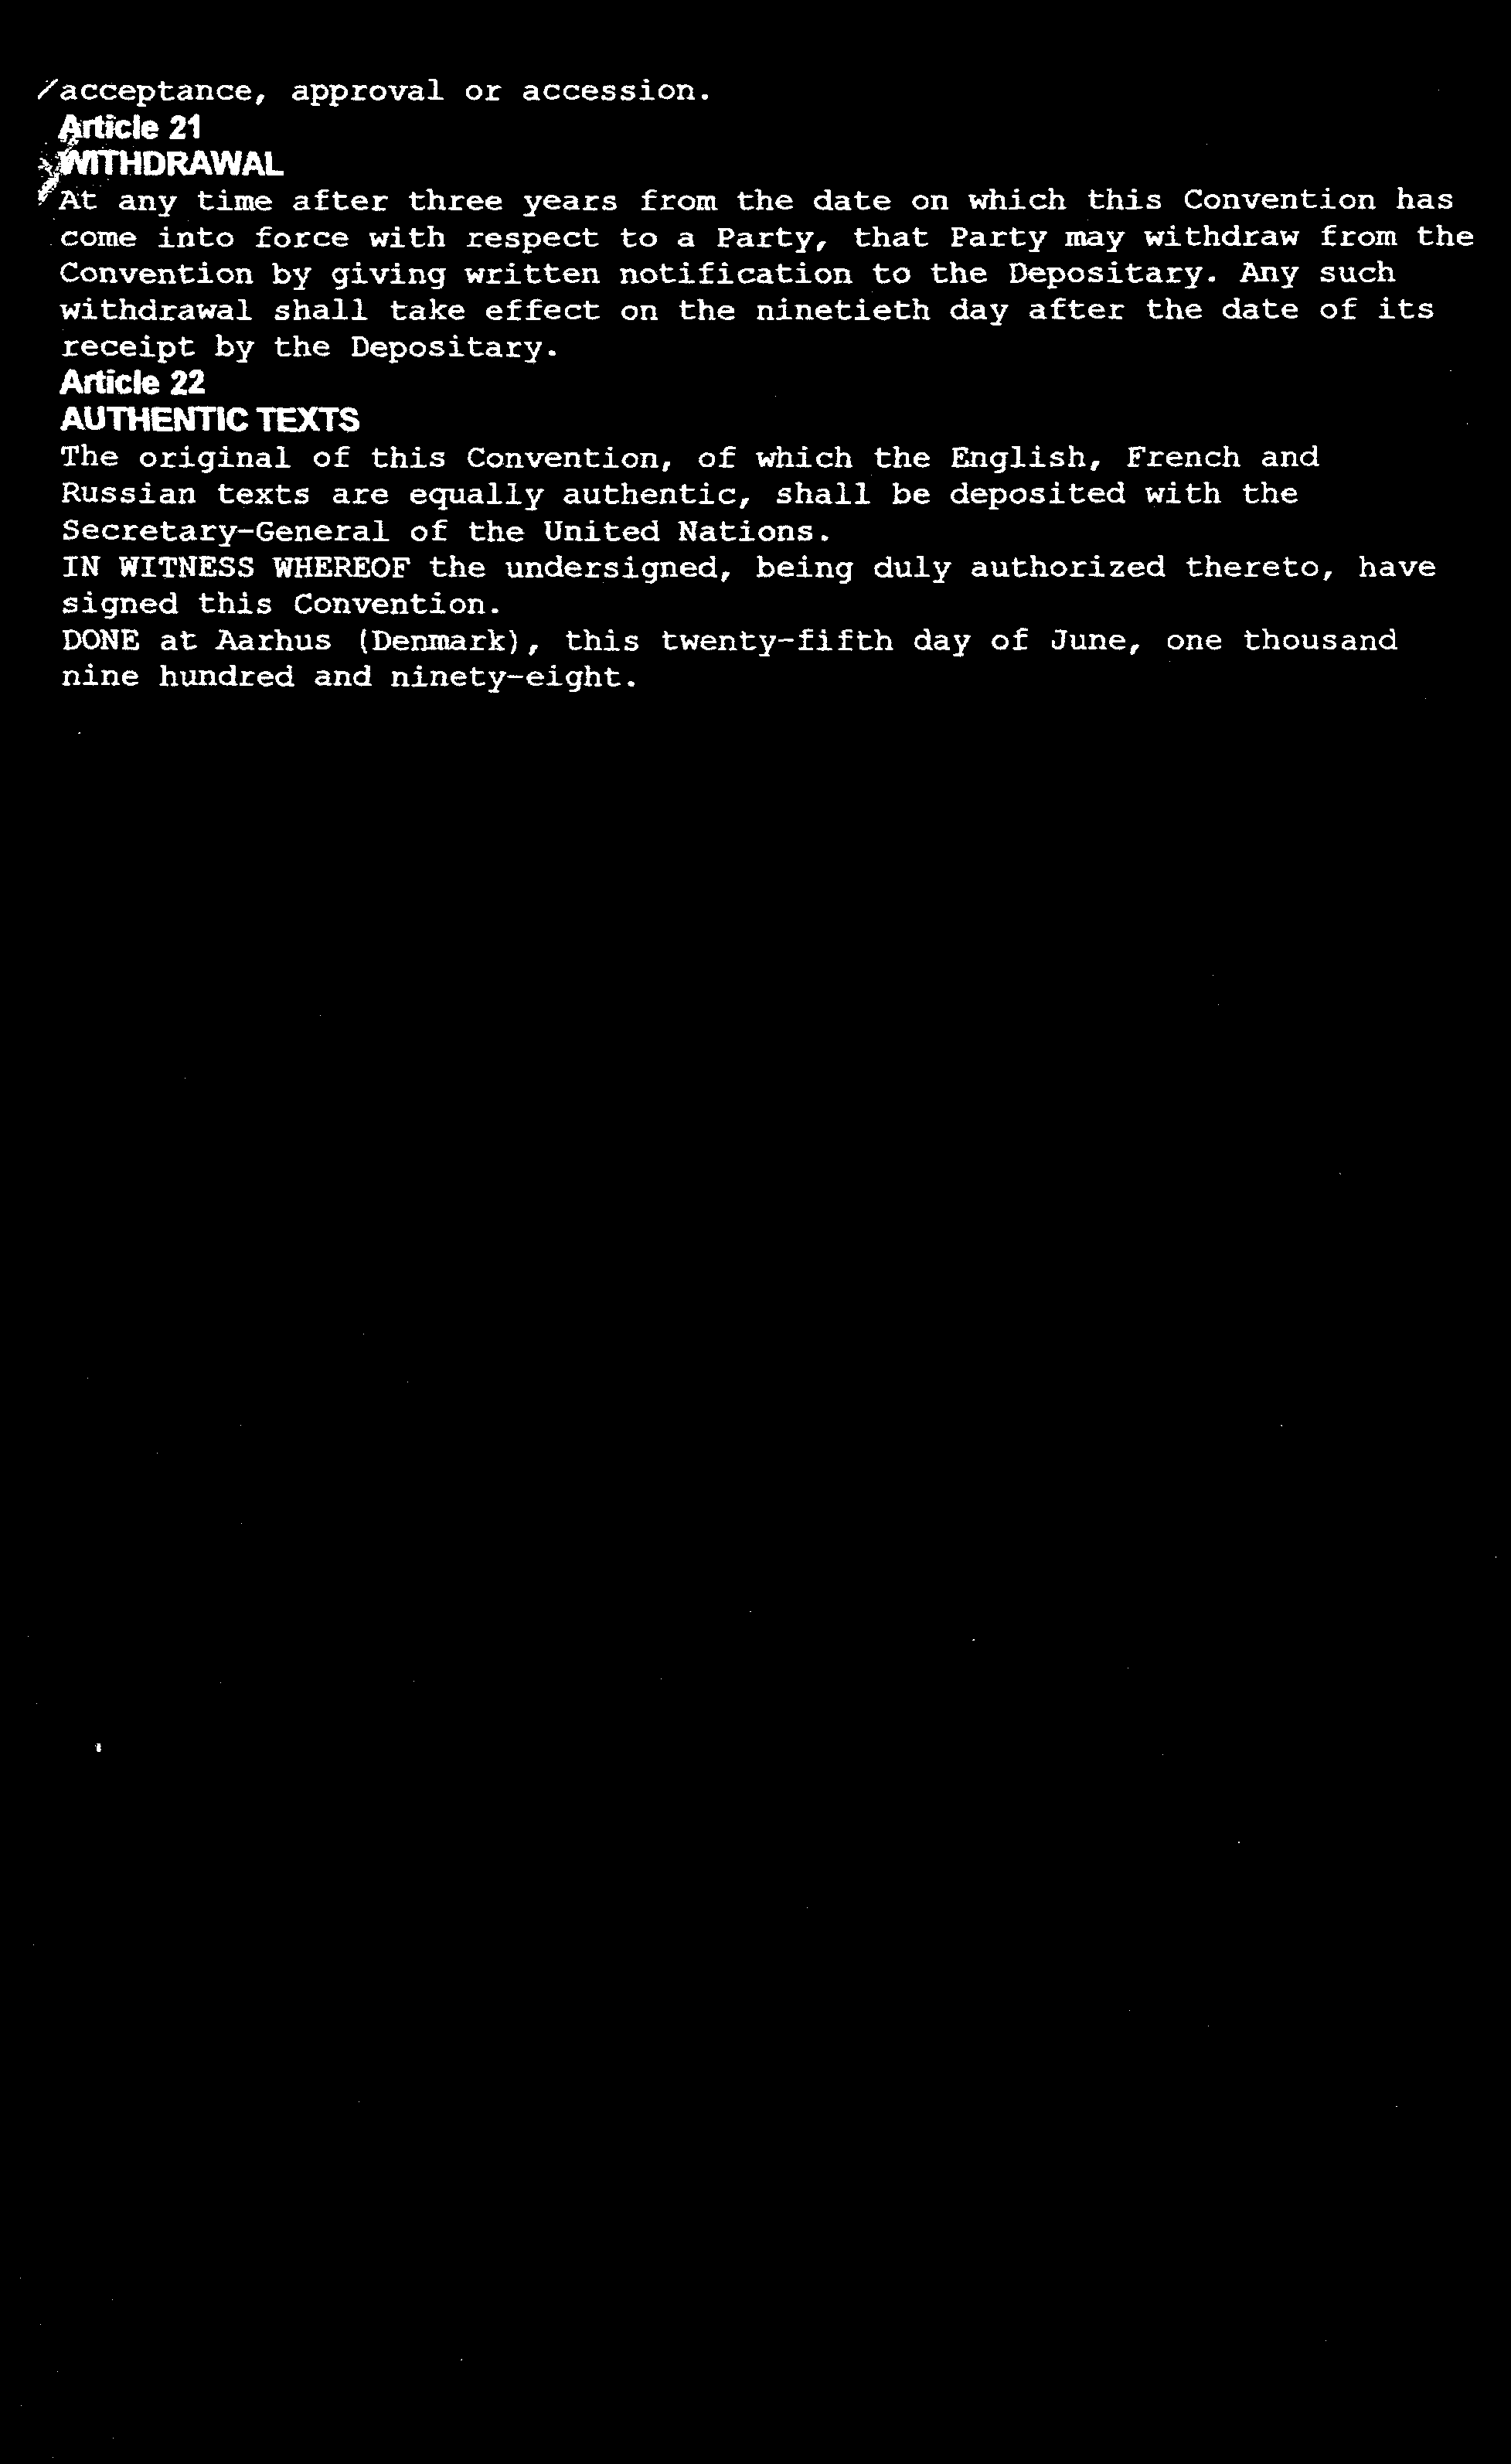 acceptance, approval or accession.
Article 21
WITHDRAWAL
At any time after three years from the date on which this Convention has
come into force with respect to a Party, that Party may withdraw from the
Convention by giving written notification to the Depositary. Any such
withdrawal shall take effect on the ninetieth day after the date of its
receipt by the Depositary.
Article 22
AUTHENTIC TEXTS
The original of this Convention, of which the English, French and
Russian texts are equally authentic, shall be deposited with the
Secretary-General of the United Nations.
IN WITNESS WHEREOF the undersigned, being duly authorized thereto, have
signed this Convention.
DONE at Aarhus (Denmark), this twenty-fifth day of June, one thousand
nine hundred and ninety-eight.